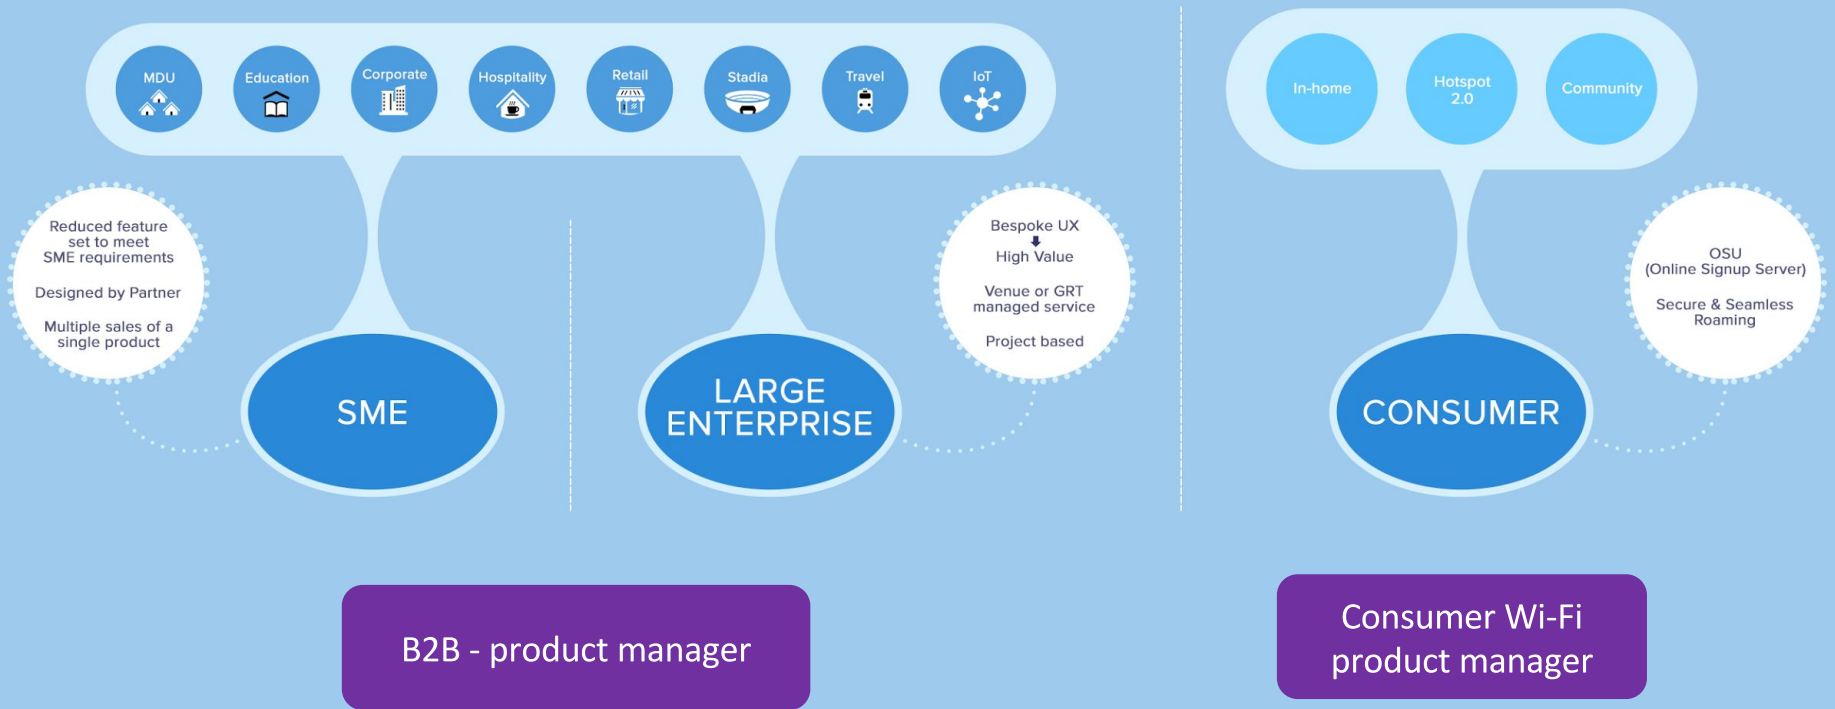 MDU
Education
Corporate
Hospitality
Retail
Stadia
Travel
IoT
In-home
Hotspot
2.0
Community
Reduced feature
set to meet
SME requirements
Designed by Partner
Multiple sales of a
single product
SME
LARGE
ENTERPRISE
Bespoke UX
High Value
Venue or GRT
managed service
Project based
CONSUMER
OSU
(Online Signup Server)
Secure & Seamless
Roaming
B2B - product manager
Consumer Wi-Fi
product manager